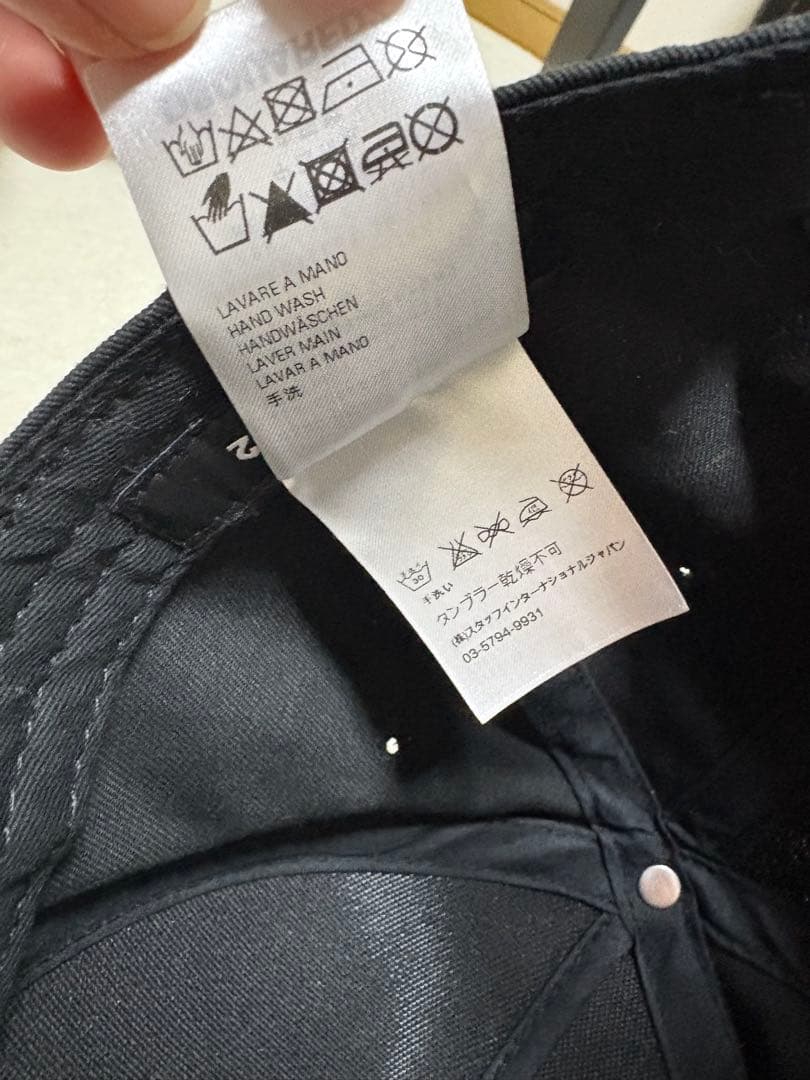 LAVARE A MANO
HAND WASH
HANDWÄSCHEN
LAVER MAIN
LAVAR A MANO
手洗
2
30
手洗い
タンブラー乾燥不可
(株)スタッフインターナショナルジャパン
03-5794-9931